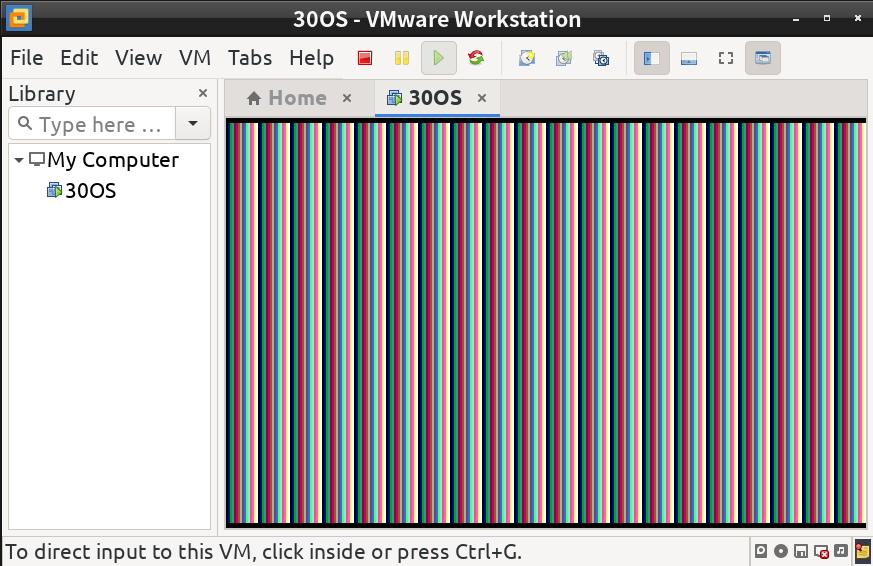 30OS - VMware Workstation
File Edit View VM Tabs Help
Library
Home
30OS
Type here ...
My Computer
30OS
To direct input to this VM, click inside or press Ctrl+G.